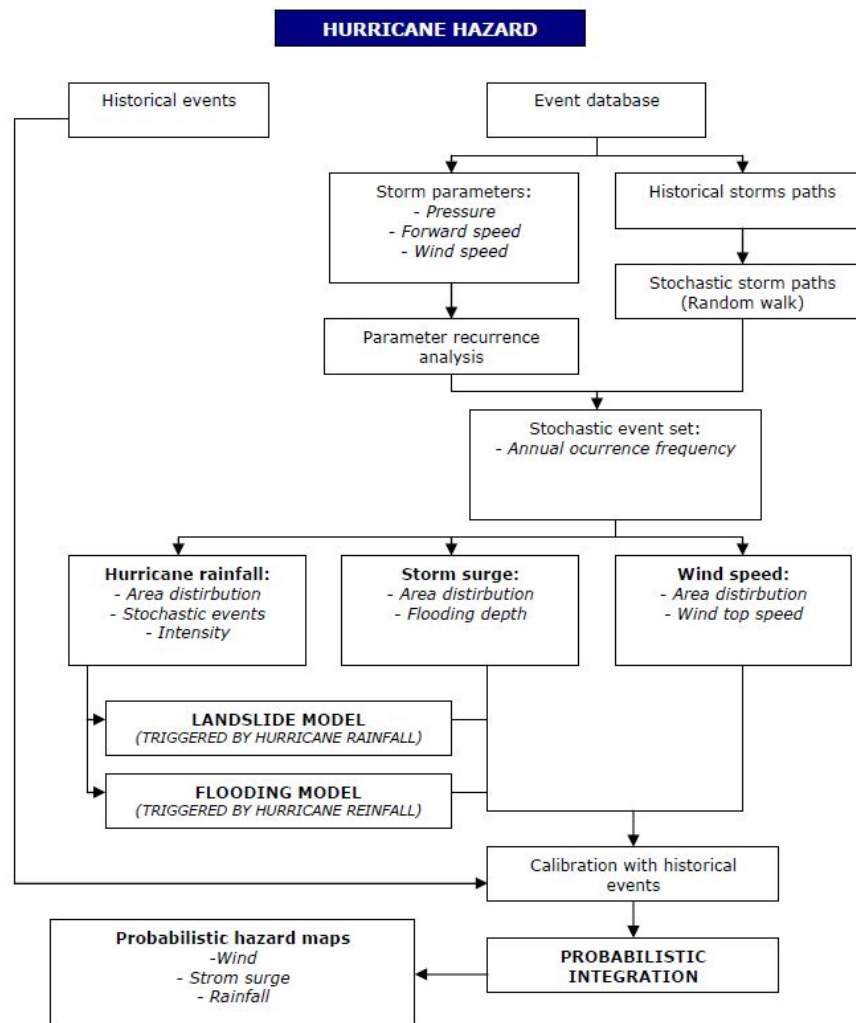 HURRICANE HAZARD
Historical events
Event database
Storm parameters:
- Pressure
- Forward speed
- Wind speed
Historical storms paths
Stochastic storm paths
(Random walk)
Parameter recurrence
analysis
Stochastic event set:
- Annual ocurrence frequency
Hurricane rainfall:
- Area distirbution
- Stochastic events
- Intensity
Storm surge:
- Area distirbution
- Flooding depth
Wind speed:
- Area distirbution
- Wind top speed
LANDSLIDE MODEL
(TRIGGERED BY HURRICANE RAINFALL)
FLOODING MODEL
(TRIGGERED BY HURRICANE REINFALL)
Calibration with historical
events
Probabilistic hazard maps
-Wind
- Strom surge
- Rainfall
PROBABILISTIC
INTEGRATION